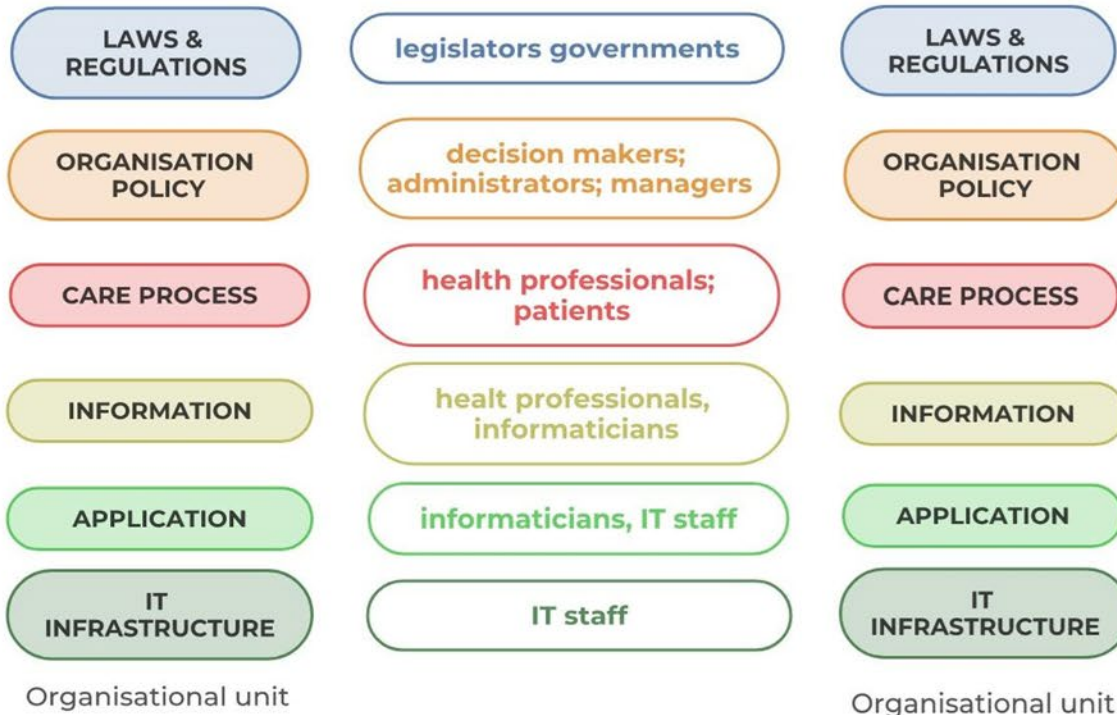 LAWS &
REGULATIONS
legislators governments
LAWS &
REGULATIONS
ORGANISATION
POLICY
decision makers;
administrators; managers
ORGANISATION
POLICY
CARE PROCESS
health professionals;
patients
CARE PROCESS
INFORMATION
healt professionals,
informaticians
INFORMATION
APPLICATION
informaticians, IT staff
APPLICATION
IT
INFRASTRUCTURE
IT staff
IT
INFRASTRUCTURE
Organisational unit
Organisational unit